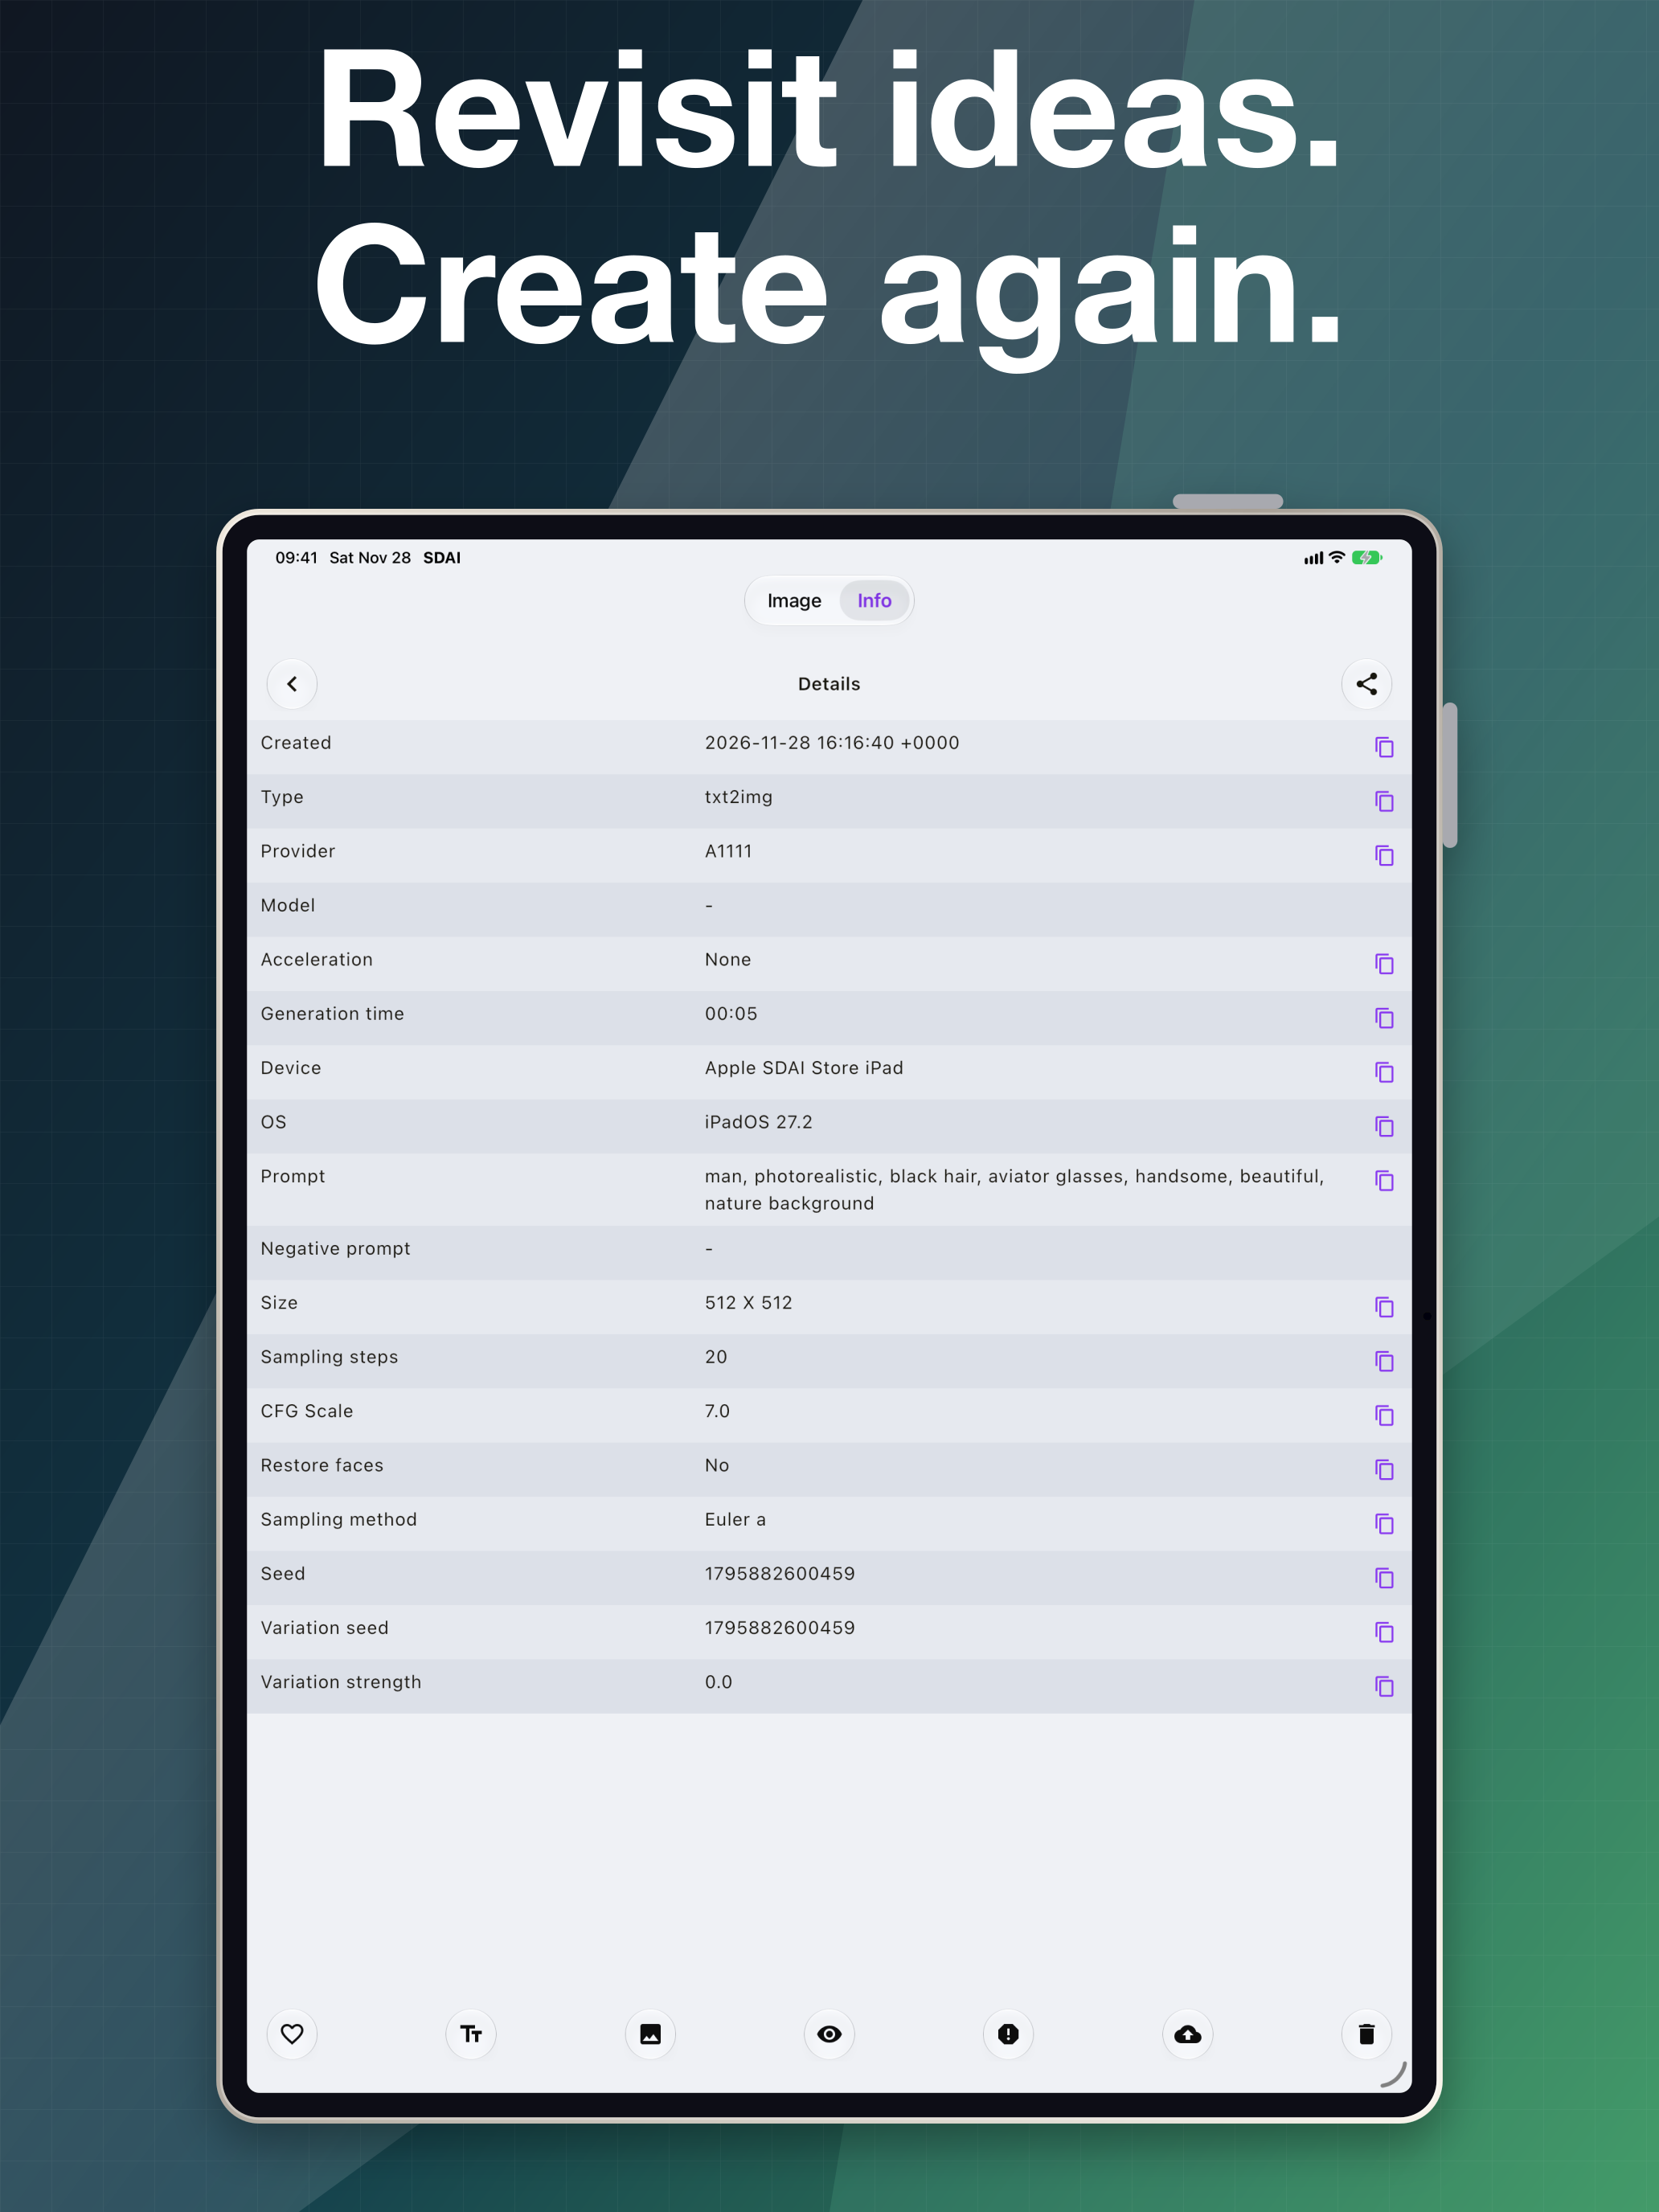 Revisit ideas.
Create again.
09:41 Sat Nov 28 SDAI
Image Info
Details
Created 2026-11-28 16:16:40 +0000
Type txt2img
Provider A1111
Model -
Acceleration None
Generation time 00:05
Device Apple SDAI Store iPad
OS iPadOS 27.2
Prompt man, photorealistic, black hair, aviator glasses, handsome, beautiful,
nature background
Negative prompt -
Size 512 X 512
Sampling steps 20
CFG Scale 7.0
Restore faces No
Sampling method Euler a
Seed 1795882600459
Variation seed 1795882600459
Variation strength 0.0